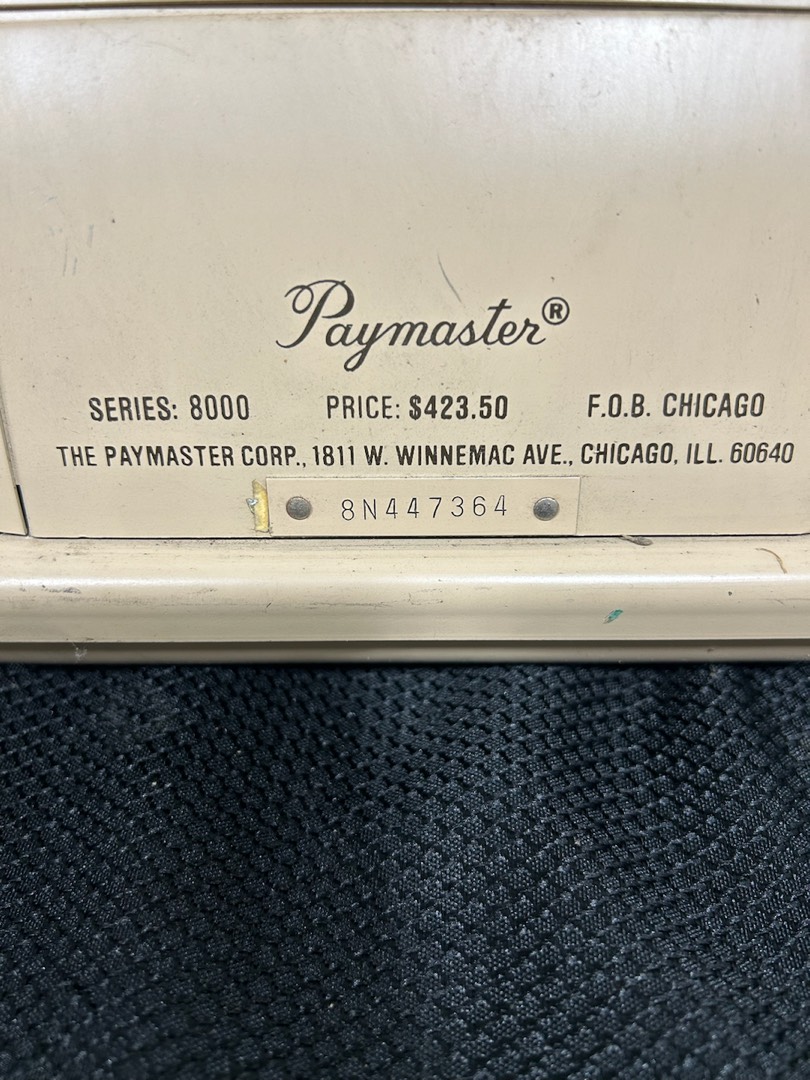 Paymaster®
SERIES: 8000 PRICE: $423.50 F.O.B. CHICAGO
THE PAYMASTER CORP., 1811 W. WINNEMAC AVE., CHICAGO, ILL. 60640
8N447364